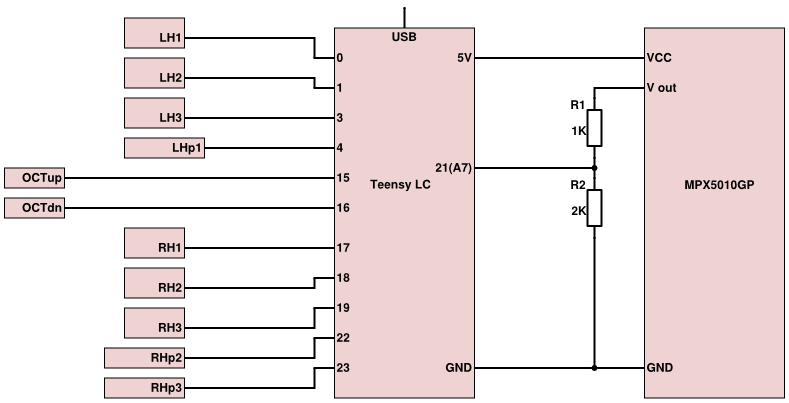 USB
LH1
0
5V
VCC
LH2
1
V out
R1
LH3
3
1K
LHp1
4
21(A7)
OCTup
15
Teensy LC
R2
MPX5010GP
OCTdn
16
2K
RH1
17
RH2
18
RH3
19
RHp2
22
RHp3
23
GND
GND